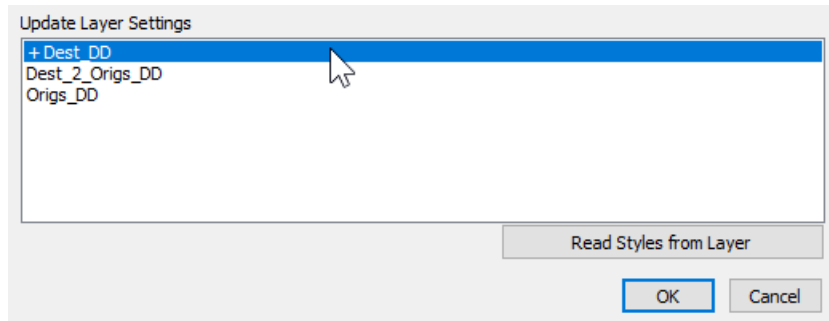 Update Layer Settings
+ Dest_DD
Dest_2_Origs_DD
Origs_DD
Read Styles from Layer
OK
Cancel